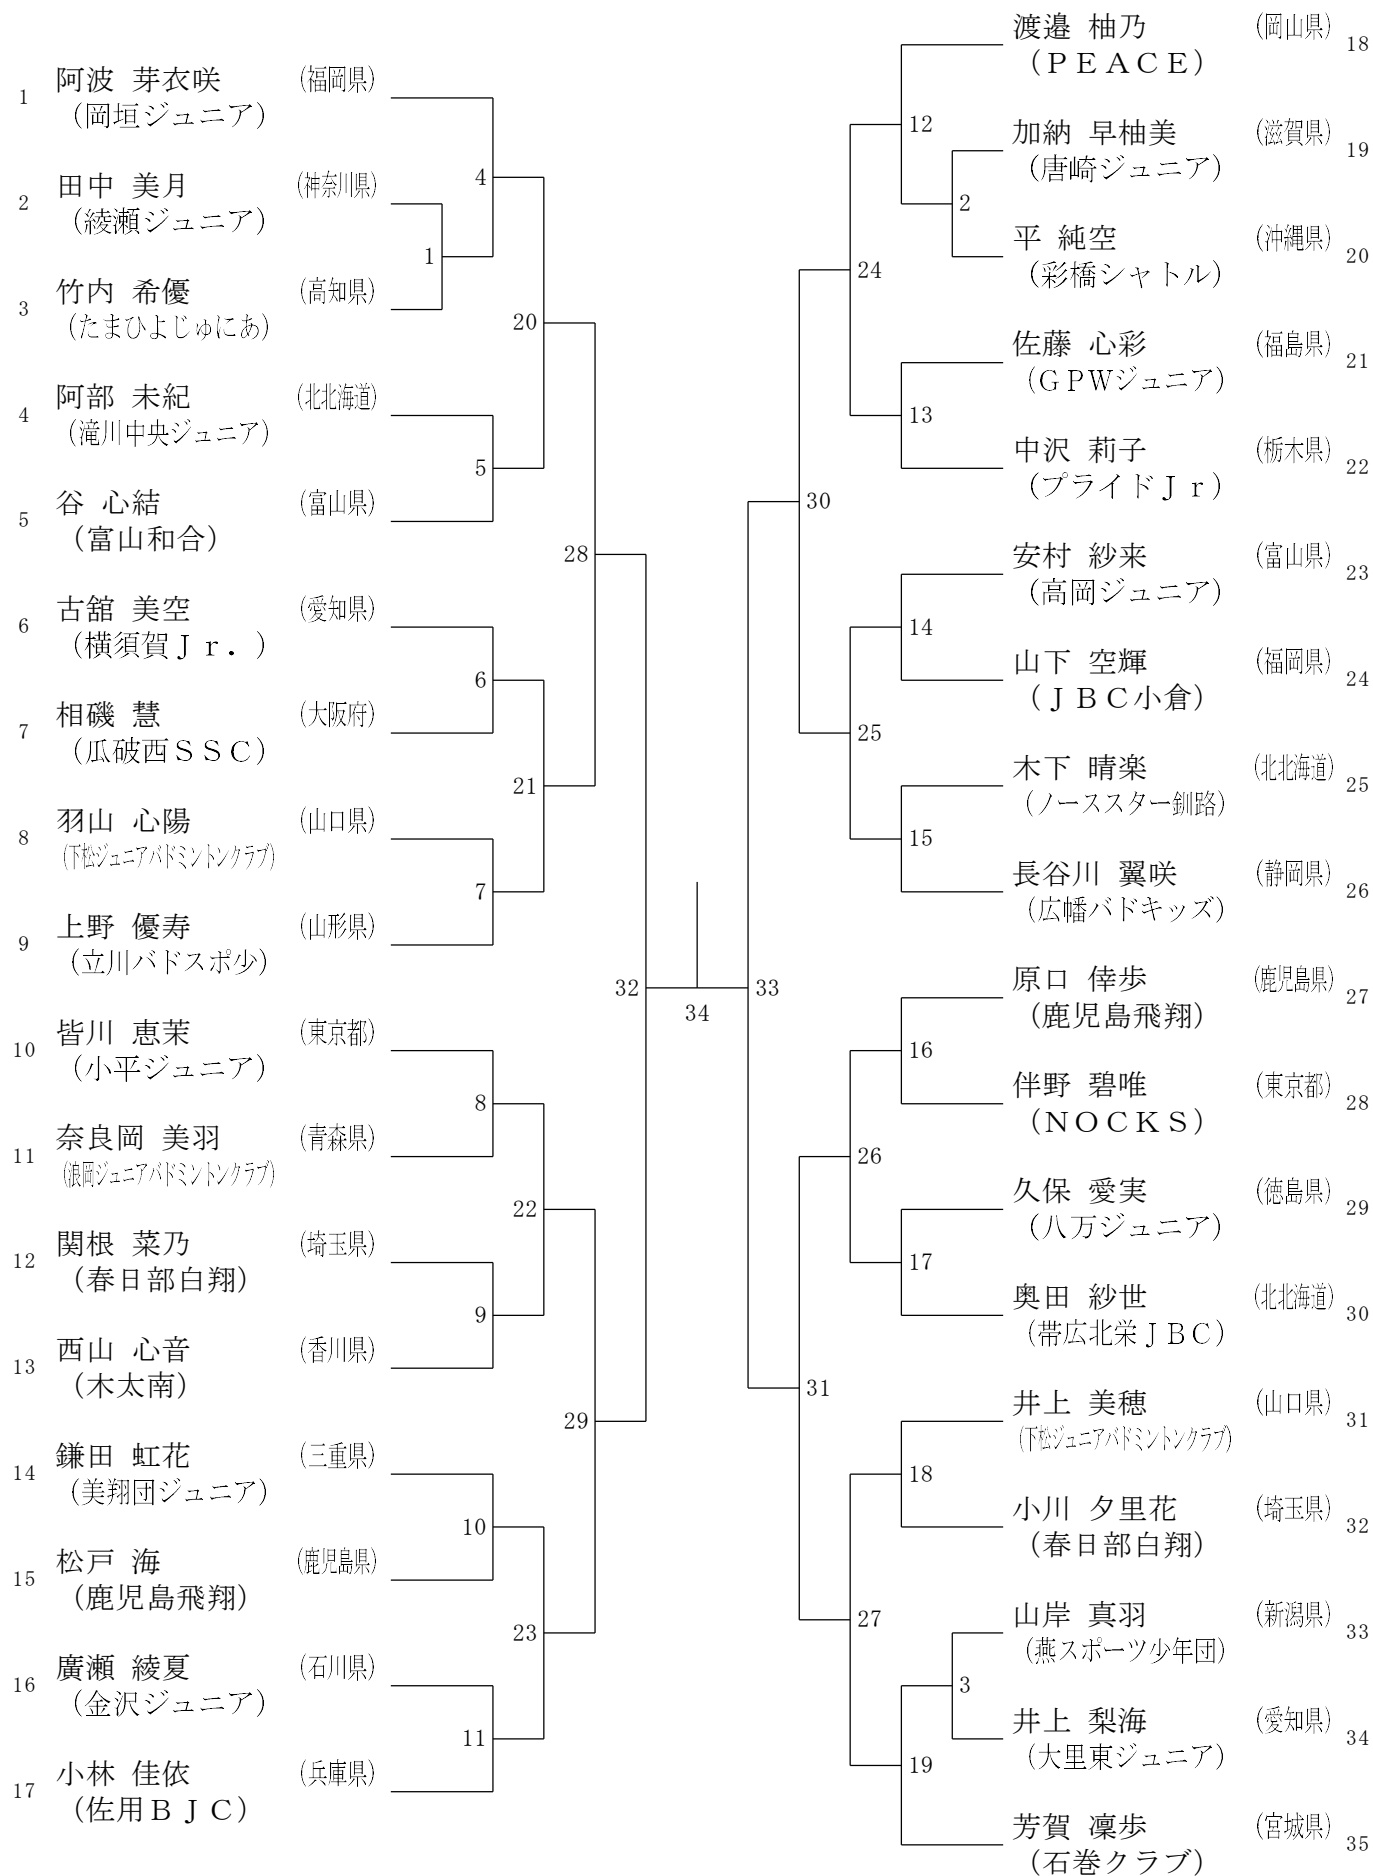 1 阿波 芽衣咲 (福岡県)
(岡垣ジュニア)
2 田中 美月 (神奈川県)
(綾瀬ジュニア)
3 竹内 希優 (高知県)
(たまひよじゅにあ)
4 阿部 未紀 (北北海道)
(滝川中央ジュニア)
5 谷 心結 (富山県)
(富山和合)
6 古舘 美空 (愛知県)
(横須賀Ｊｒ．)
7 相磯 慧 (大阪府)
(瓜破西ＳＳＣ)
8 羽山 心陽 (山口県)
(下松ジュニアバドミントンクラブ)
9 上野 優寿 (山形県)
(立川バドスポ少)
10 皆川 恵茉 (東京都)
(小平ジュニア)
11 奈良岡 美羽 (青森県)
(浪岡ジュニアバドミントンクラブ)
12 関根 菜乃 (埼玉県)
(春日部白翔)
13 西山 心音 (香川県)
(木太南)
14 鎌田 虹花 (三重県)
(美翔団ジュニア)
15 松戸 海 (鹿児島県)
(鹿児島飛翔)
16 廣瀬 綾夏 (石川県)
(金沢ジュニア)
17 小林 佳依 (兵庫県)
(佐用ＢＪＣ)
4
1
20
5
28
6
21
7
32
8
22
9
29
10
23
11
34
33
12
2
24
13
30
14
25
15
16
26
17
31
18
27
3
19
渡邉 柚乃 (岡山県) 18
(ＰＥＡＣＥ)
加納 早柚美 (滋賀県) 19
(唐崎ジュニア)
平 純空 (沖縄県) 20
(彩橋シャトル)
佐藤 心彩 (福島県) 21
(ＧＰＷジュニア)
中沢 莉子 (栃木県) 22
(プライドＪｒ)
安村 紗来 (富山県) 23
(高岡ジュニア)
山下 空輝 (福岡県) 24
(ＪＢＣ小倉)
木下 晴楽 (北北海道) 25
(ノーススター釧路)
長谷川 翼咲 (静岡県) 26
(広幡バドキッズ)
原口 倖歩 (鹿児島県) 27
(鹿児島飛翔)
伴野 碧唯 (東京都) 28
(ＮＯＣＫＳ)
久保 愛実 (徳島県) 29
(八万ジュニア)
奥田 紗世 (北北海道) 30
(帯広北栄ＪＢＣ)
井上 美穂 (山口県) 31
(下松ジュニアバドミントンクラブ)
小川 夕里花 (埼玉県) 32
(春日部白翔)
山岸 真羽 (新潟県) 33
(燕スポーツ少年団)
井上 梨海 (愛知県) 34
(大里東ジュニア)
芳賀 凜歩 (宮城県) 35
(石巻クラブ)